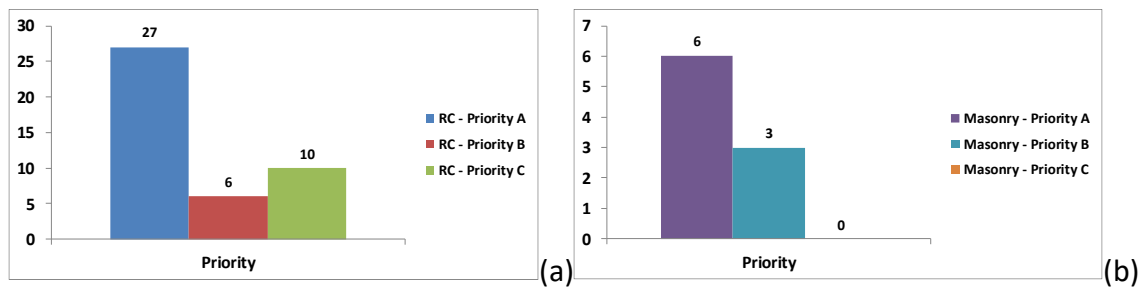 30
25
20
15
10
5
0
27
6
10
Priority
RC - Priority A
RC - Priority B
RC - Priority C
(a)
7
6
5
4
3
2
1
0
6
3
0
Priority
Masonry - Priority A
Masonry - Priority B
Masonry - Priority C
(b)